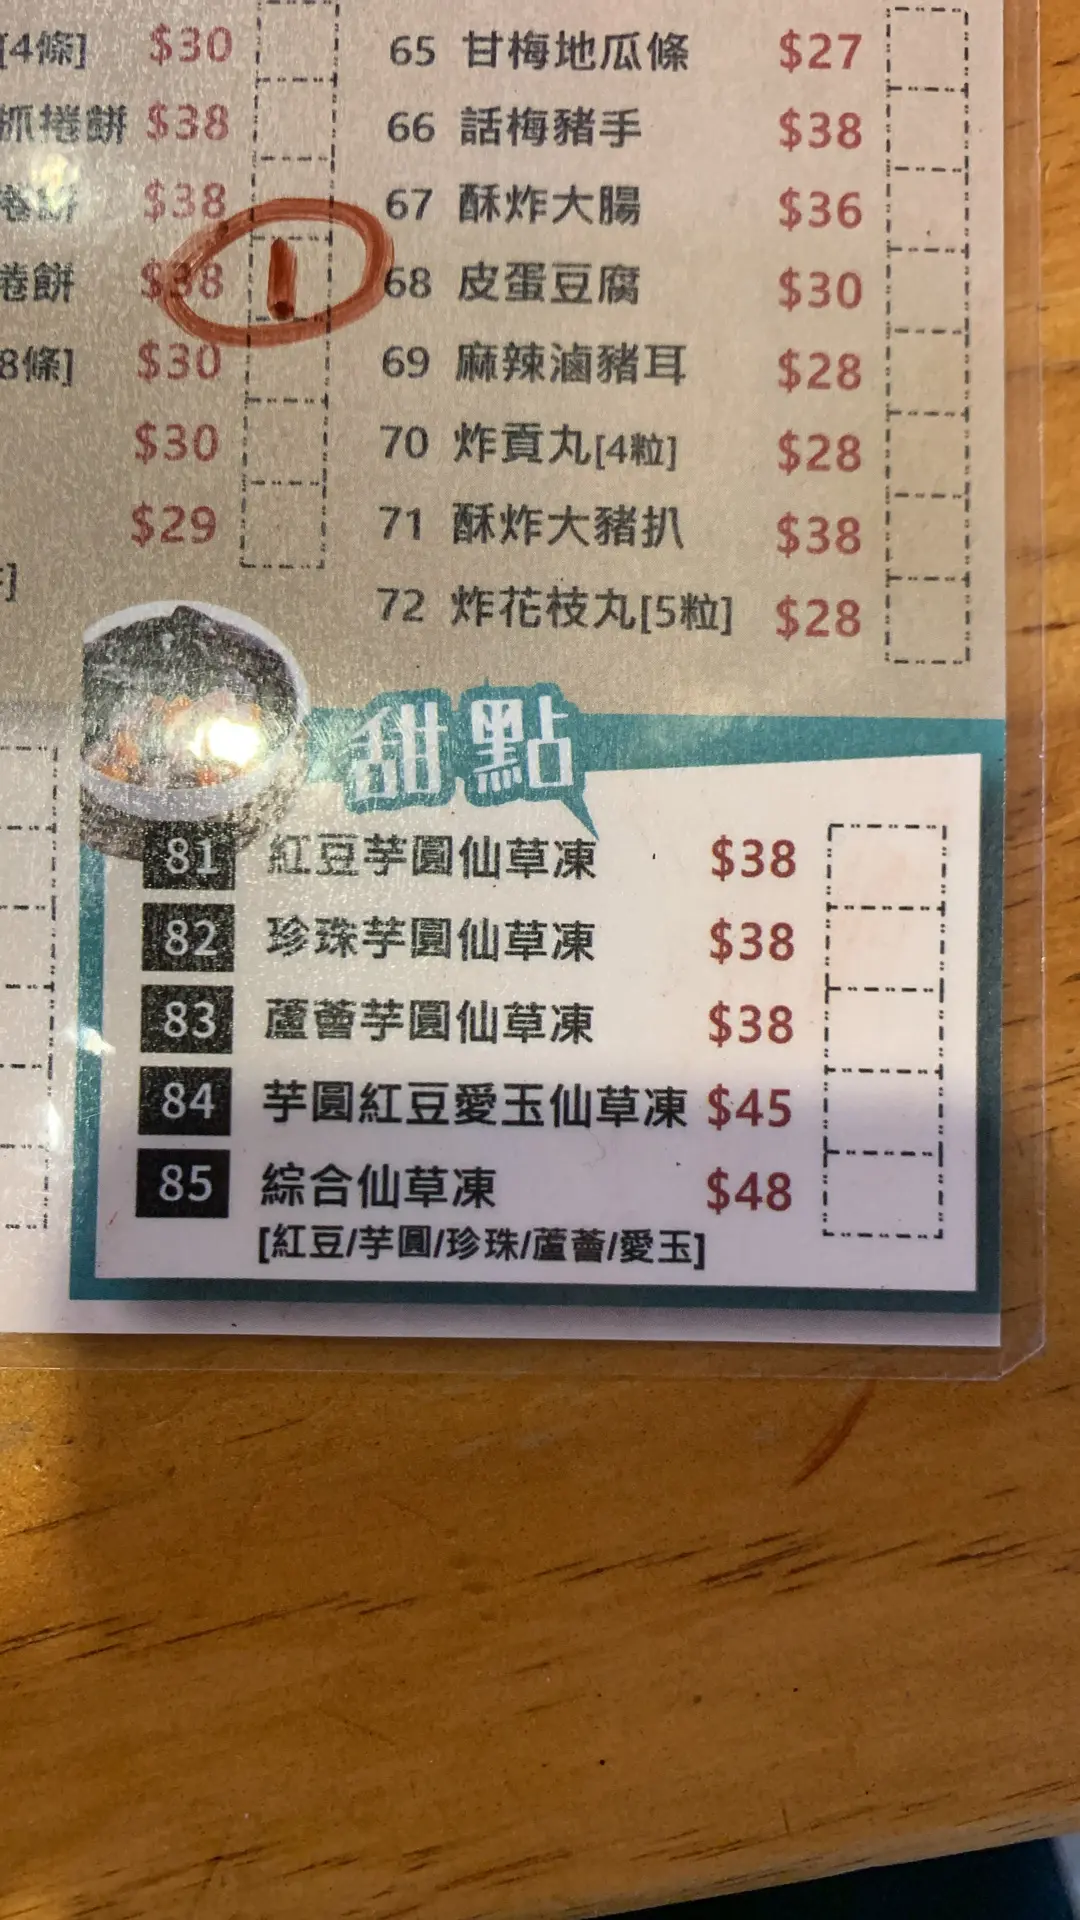 [4條] $30
抓捲餅 $38
捲餅 $38
捲餅 $38
1
8條] $30
$30
$29
65 甘梅地瓜條 $27
66 話梅豬手 $38
67 酥炸大腸 $36
68 皮蛋豆腐 $30
69 麻辣滷豬耳 $28
70 炸貢丸[4粒] $28
71 酥炸大豬扒 $38
72 炸花枝丸[5粒] $28
甜點
81 紅豆芋圓仙草凍 $38
82 珍珠芋圓仙草凍 $38
83 蘆薈芋圓仙草凍 $38
84 芋圓紅豆愛玉仙草凍 $45
85 綜合仙草凍 $48
[紅豆/芋圓/珍珠/蘆薈/愛玉]